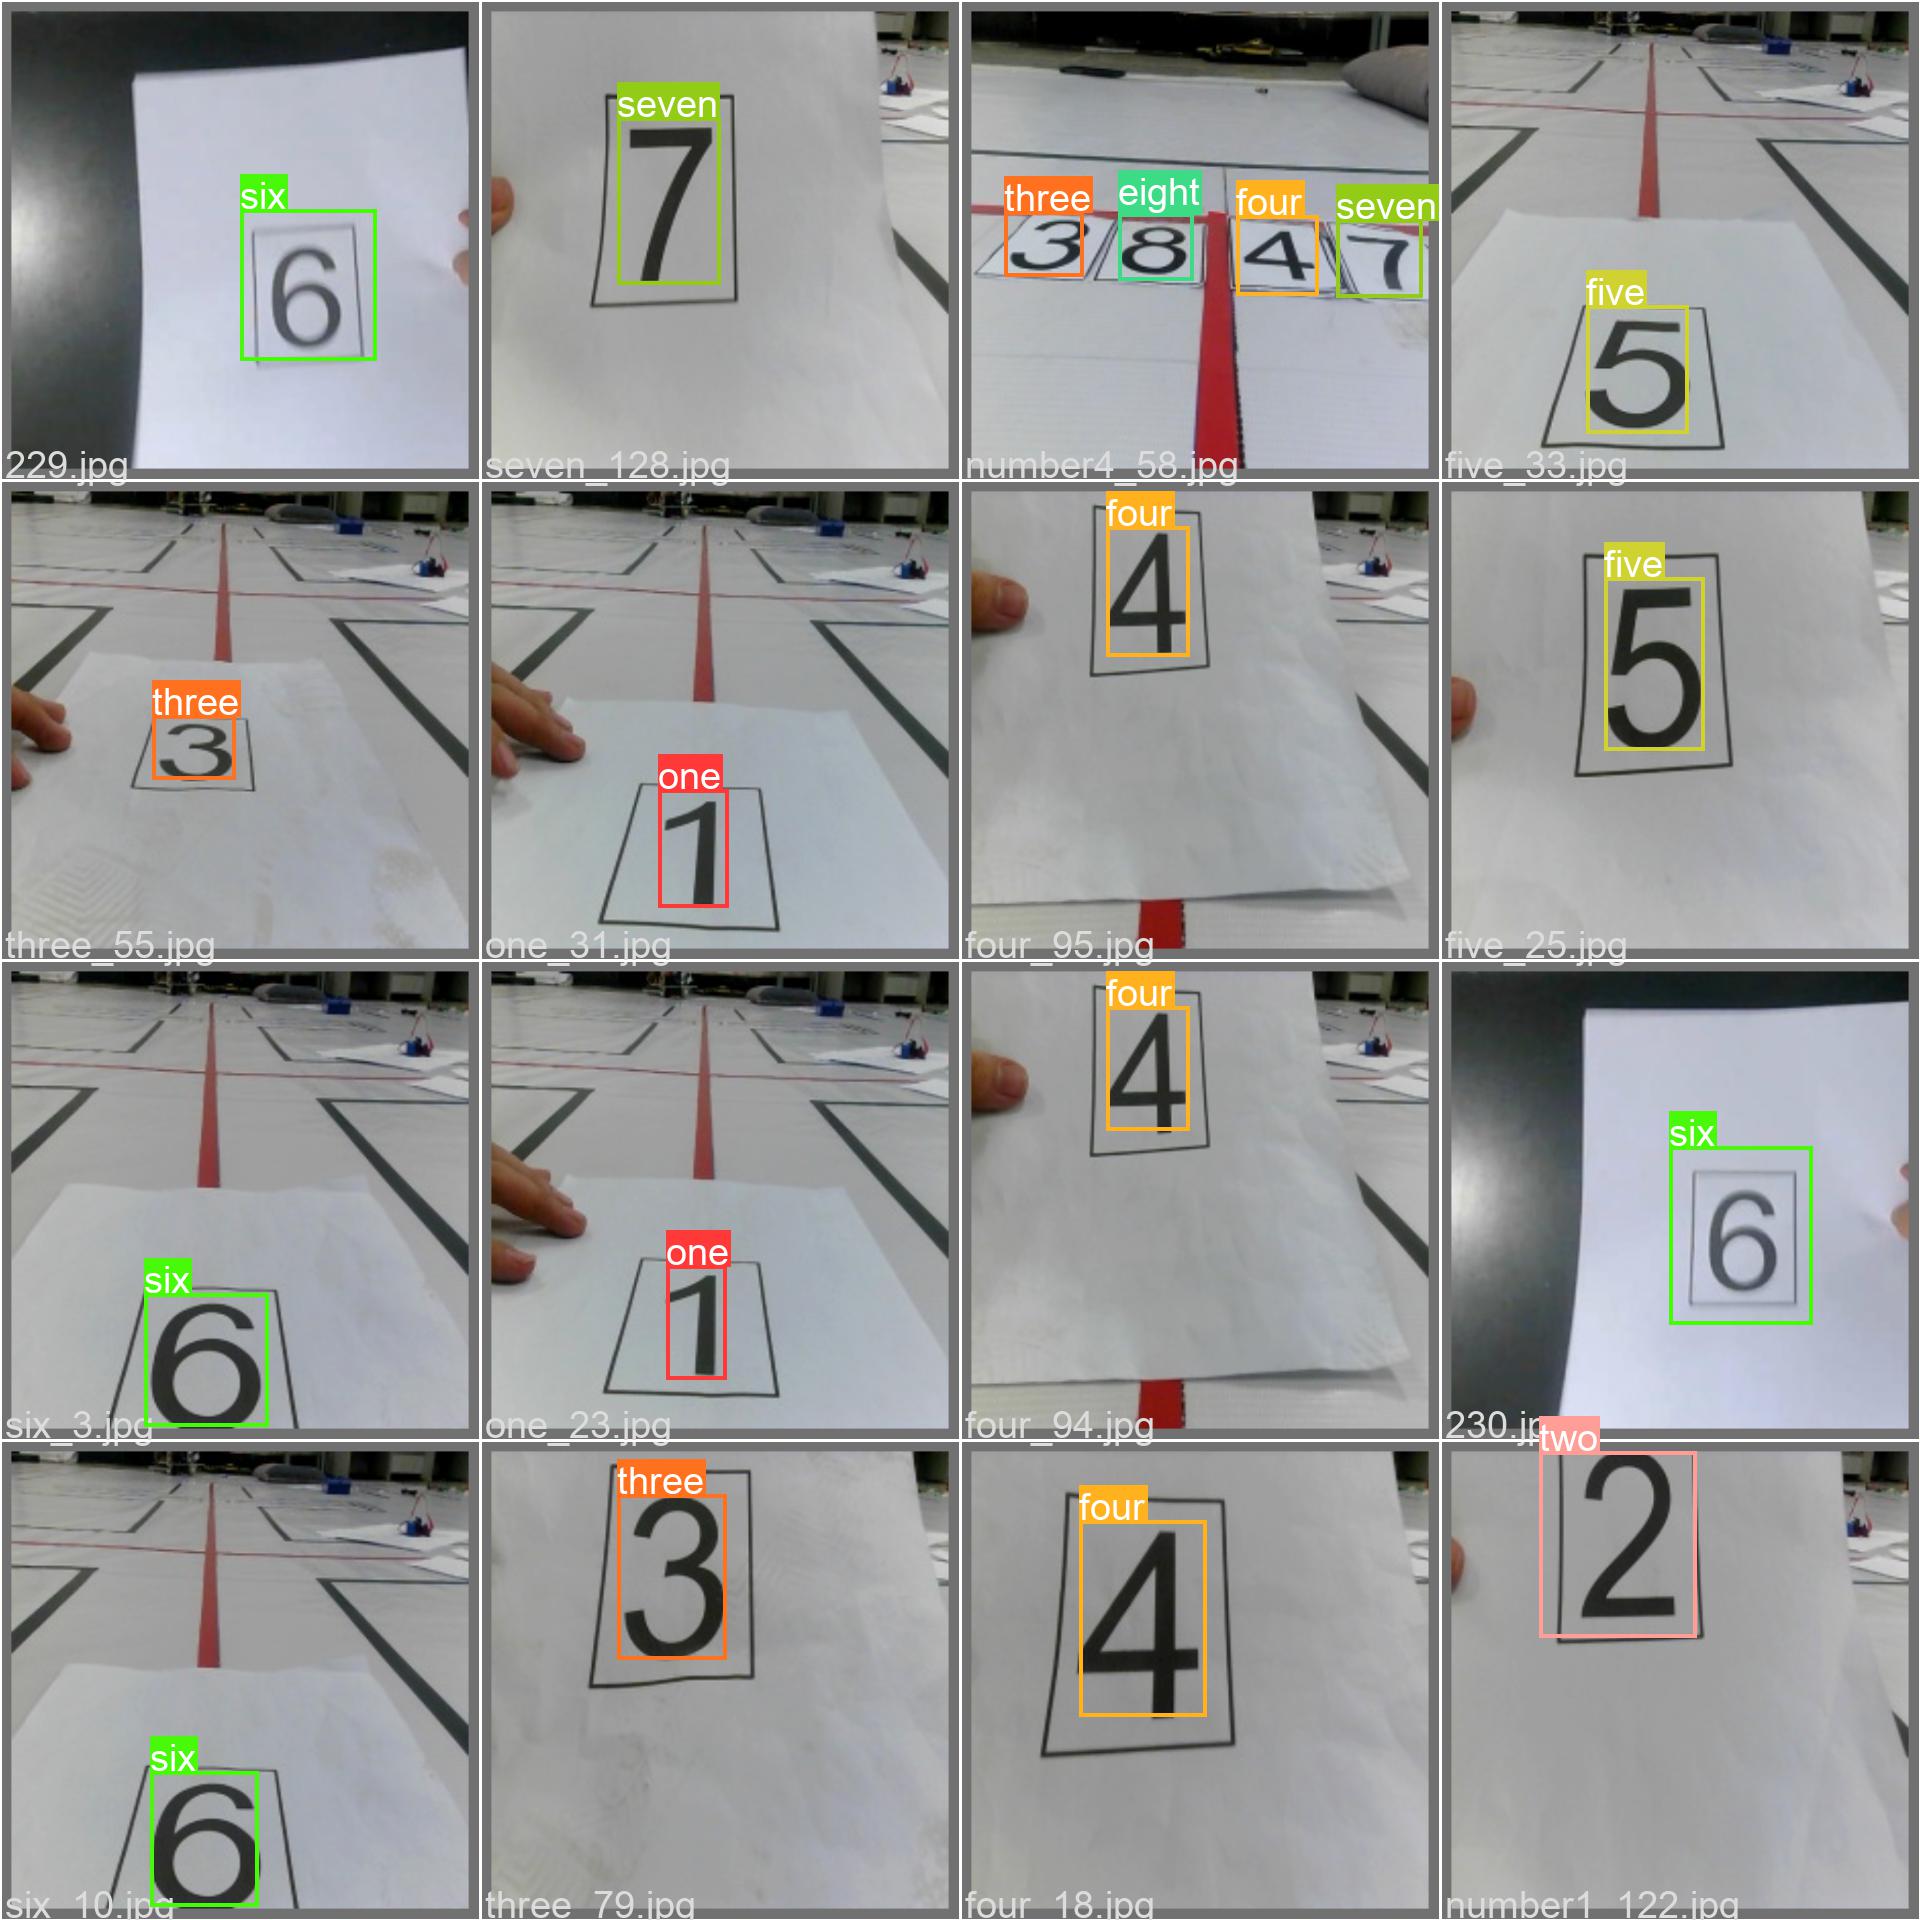 six
6
229.jpg
seven
7
seven_128.jpg
three eight four seven
3 8 4 7
number4_58.jpg
five
5
five_33.jpg
three
3
three_55.jpg
one
1
one_31.jpg
four
4
four_95.jpg
five
5
five_25.jpg
six
6
six_3.jpg
one
1
one_23.jpg
four
4
four_94.jpg
six
6
230.jp
six
6
six_10.jpg
three
3
three_79.jpg
four
4
four_18.jpg
two
2
number1_122.jpg